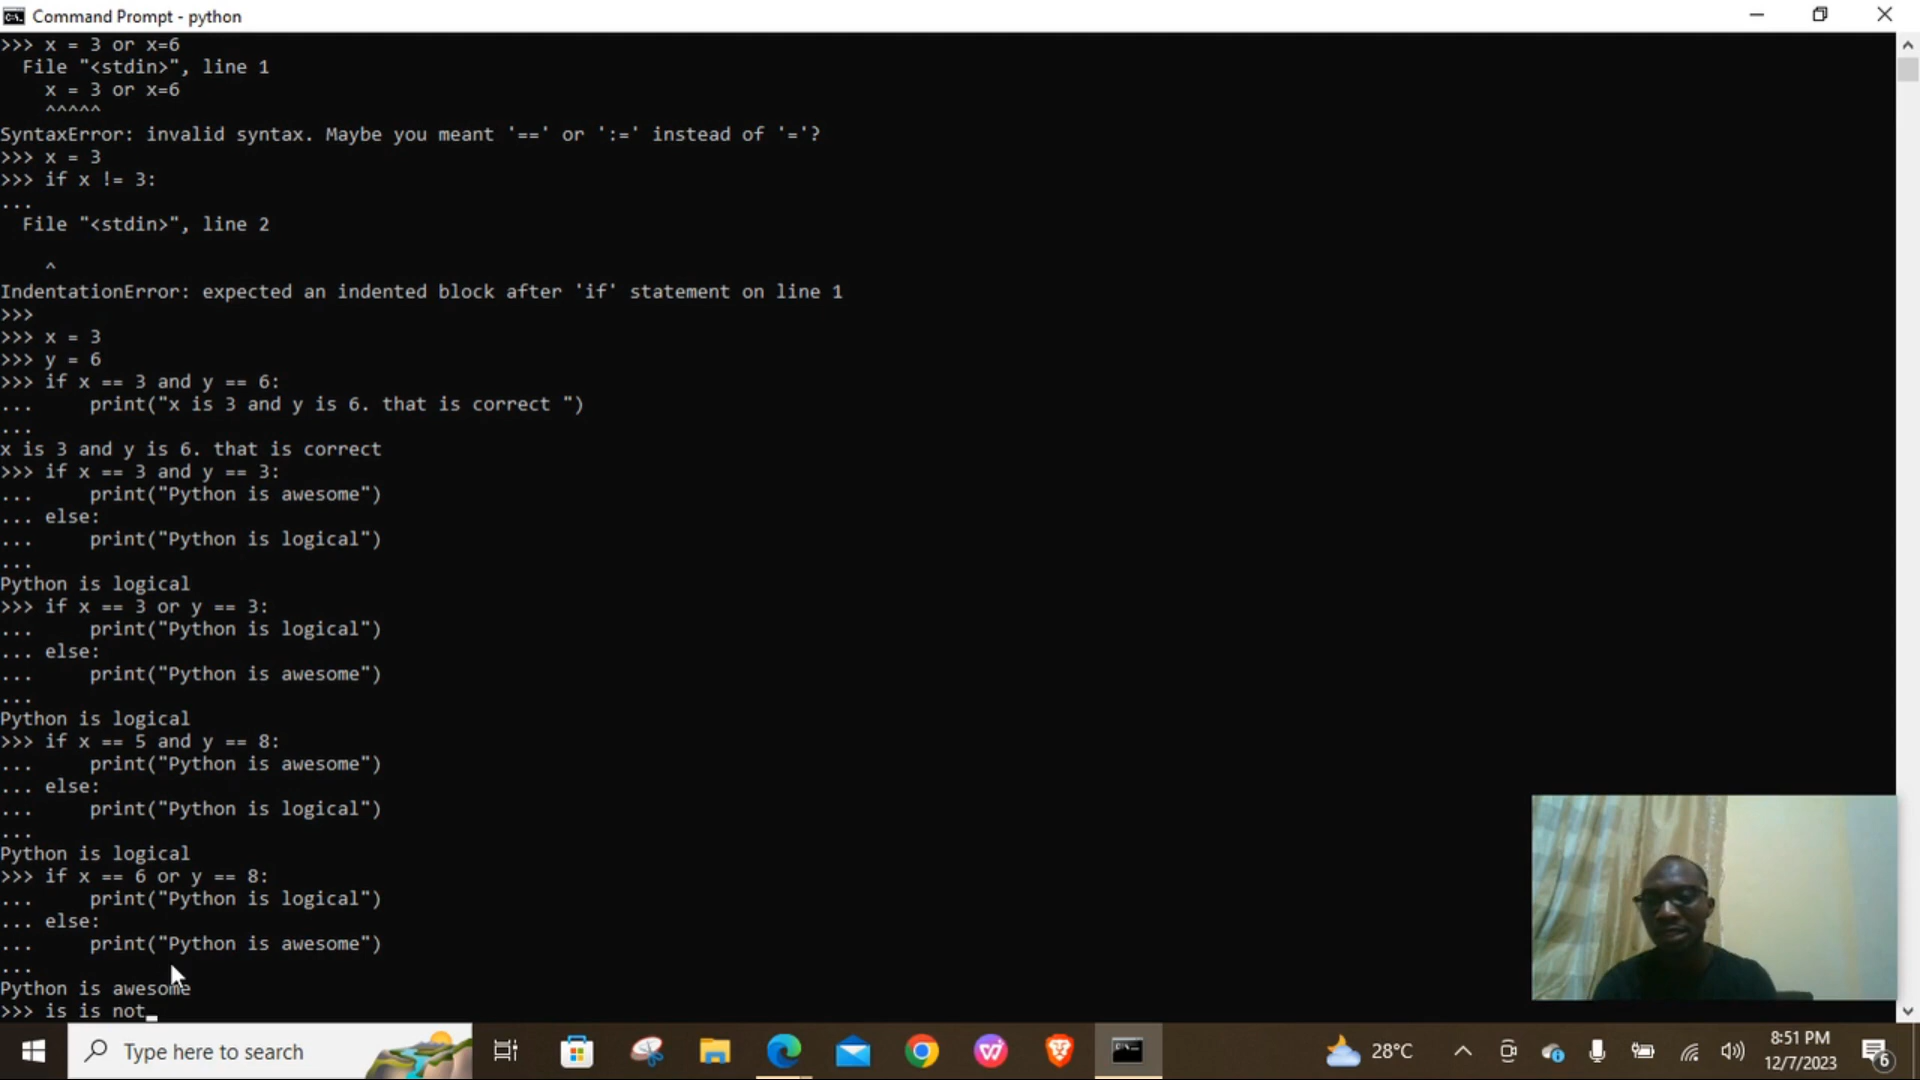 Command Prompt - python
>>> x = 3 or x=6
  File "<stdin>", line 1
    x = 3 or x=6
    ^^^^^
SyntaxError: invalid syntax. Maybe you meant '==' or ':=' instead of '='?
>>> x = 3
>>> if x != 3:
...
  File "<stdin>", line 2

    ^
IndentationError: expected an indented block after 'if' statement on line 1
>>>
>>> x = 3
>>> y = 6
>>> if x == 3 and y == 6:
...     print("x is 3 and y is 6. that is correct ")
...
x is 3 and y is 6. that is correct
>>> if x == 3 and y == 3:
...     print("Python is awesome")
... else:
...     print("Python is logical")
...
Python is logical
>>> if x == 3 or y == 3:
...     print("Python is logical")
... else:
...     print("Python is awesome")
...
Python is logical
>>> if x == 5 and y == 8:
...     print("Python is awesome")
... else:
...     print("Python is logical")
...
Python is logical
>>> if x == 6 or y == 8:
...     print("Python is logical")
... else:
...     print("Python is awesome")
...
Python is awesome
>>> is is not_
Type here to search
28°C
8:51 PM
12/7/2023
6